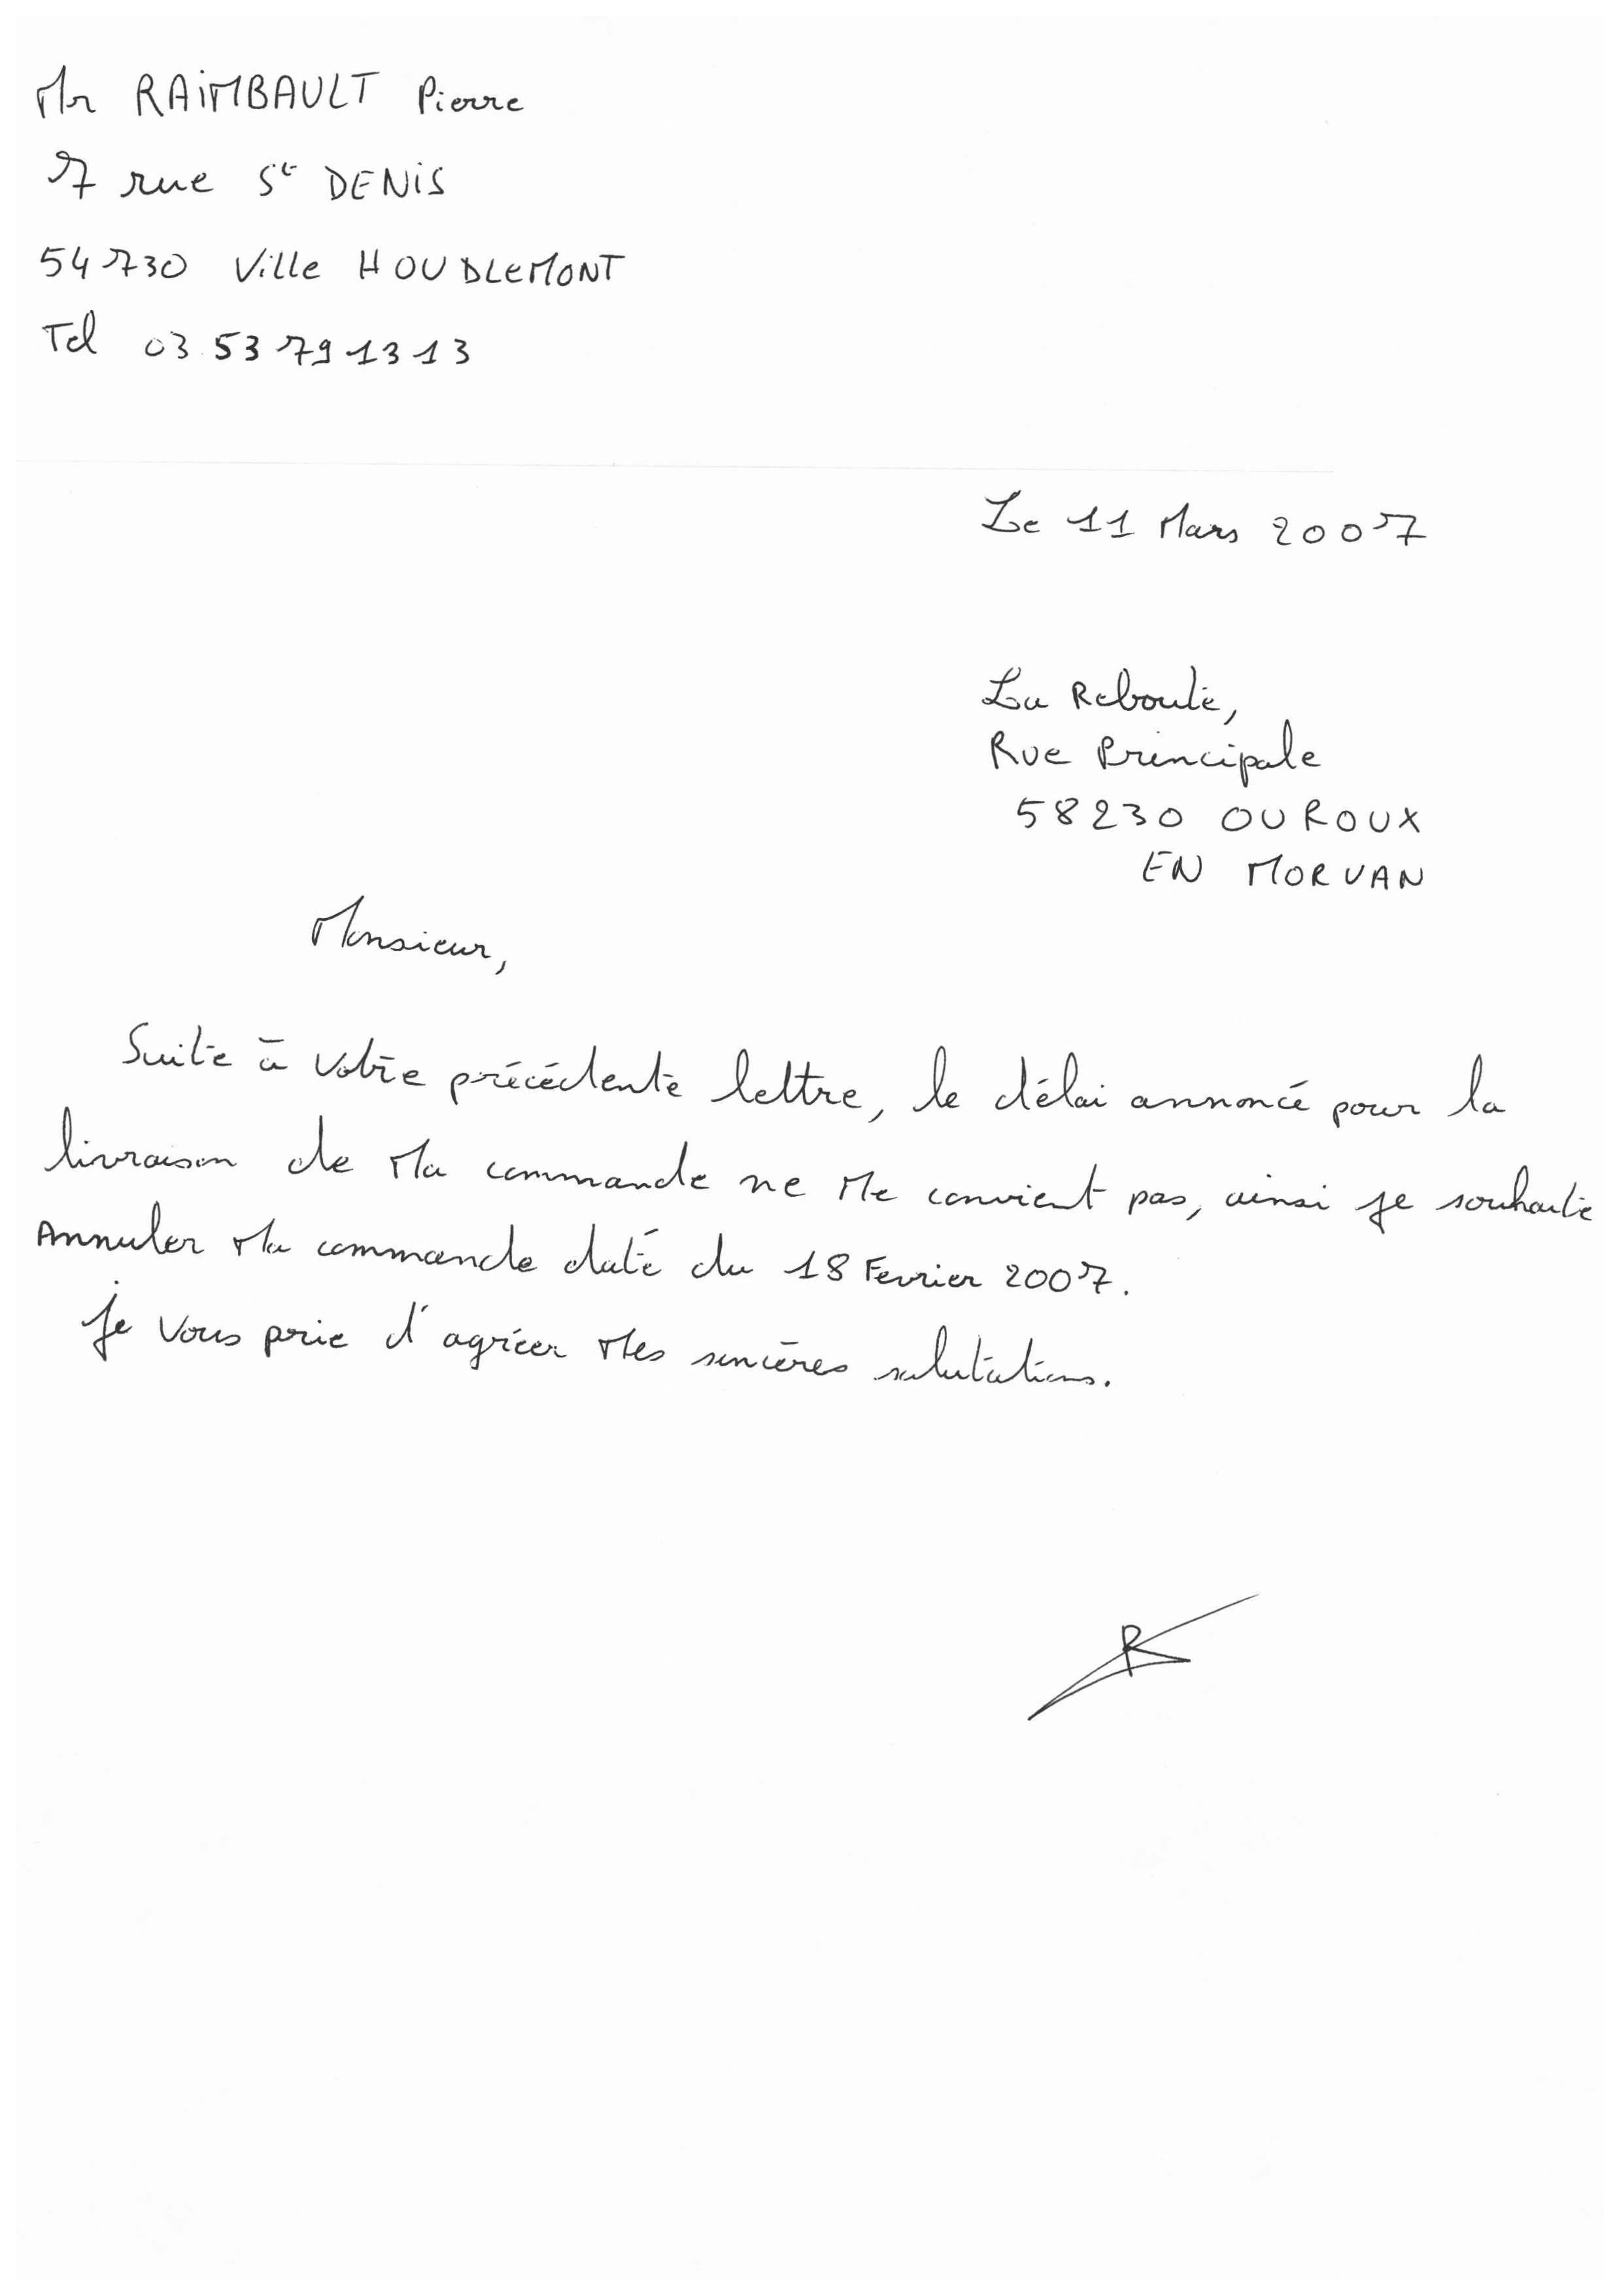 Mr RAIMBAULT Pierre
7 rue St DENIS
54730 Ville HOUDLEMONT
Tel 03 53 79 13 13
Le 11 Mars 2007
La Reboule,
Rue Principale
58230 OUROUX
EN MORVAN
Monsieur,
Suite à votre précédente lettre, le délai annoncé pour la
livraison de Ma commande ne Me convient pas, ainsi je souhaite
Annuler Ma commande daté du 18 Fevrier 2007.
Je vous prie d'agréer Mes sincères salutations.
R